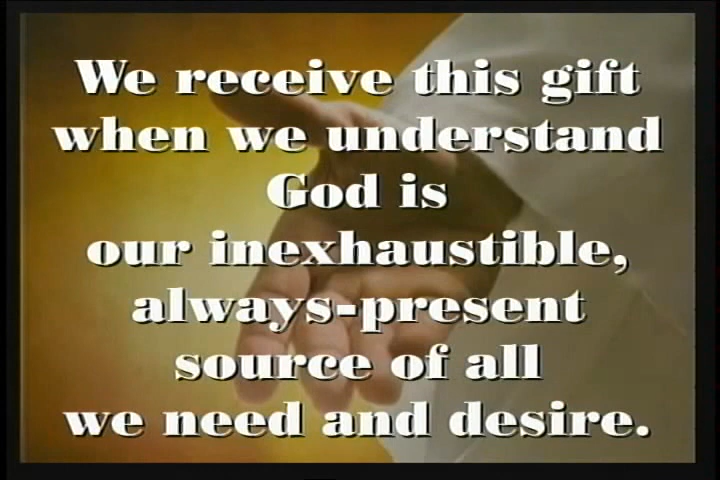 We receive this gift
when we understand
God is
our inexhaustible,
always-present
source of all
we need and desire.